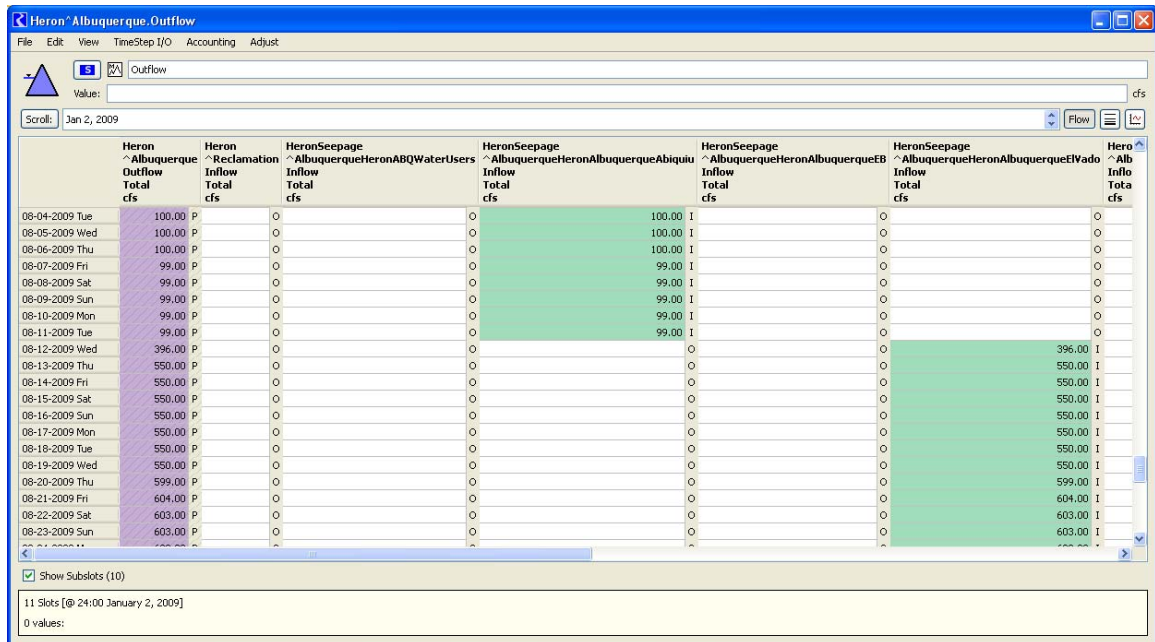 Heron^Albuquerque.Outflow
File Edit View TimeStep I/O Accounting Adjust
S Outflow
Value: cfs
Scroll: Jan 2, 2009 Flow
Heron Heron HeronSeepage HeronSeepage HeronSeepage HeronSeepage Hero
^Albuquerque ^Reclamation ^AlbuquerqueHeronABQWaterUsers ^AlbuquerqueHeronAlbuquerqueAbiquiu ^AlbuquerqueHeronAlbuquerqueEB ^AlbuquerqueHeronAlbuquerqueElVado ^Alb
Outflow Inflow Inflow Inflow Inflow Inflow Inflo
Total Total Total Total Total Total Tota
cfs cfs cfs cfs cfs cfs cfs
08-04-2009 Tue 100.00 P O O 100.00 I O O
08-05-2009 Wed 100.00 P O O 100.00 I O O
08-06-2009 Thu 100.00 P O O 100.00 I O O
08-07-2009 Fri 99.00 P O O 99.00 I O O
08-08-2009 Sat 99.00 P O O 99.00 I O O
08-09-2009 Sun 99.00 P O O 99.00 I O O
08-10-2009 Mon 99.00 P O O 99.00 I O O
08-11-2009 Tue 99.00 P O O 99.00 I O O
08-12-2009 Wed 396.00 P O O O O 396.00 I
08-13-2009 Thu 550.00 P O O O O 550.00 I
08-14-2009 Fri 550.00 P O O O O 550.00 I
08-15-2009 Sat 550.00 P O O O O 550.00 I
08-16-2009 Sun 550.00 P O O O O 550.00 I
08-17-2009 Mon 550.00 P O O O O 550.00 I
08-18-2009 Tue 550.00 P O O O O 550.00 I
08-19-2009 Wed 550.00 P O O O O 550.00 I
08-20-2009 Thu 599.00 P O O O O 599.00 I
08-21-2009 Fri 604.00 P O O O O 604.00 I
08-22-2009 Sat 603.00 P O O O O 603.00 I
08-23-2009 Sun 603.00 P O O O O 603.00 I
Show Subslots (10)
11 Slots [@ 24:00 January 2, 2009]
0 values: